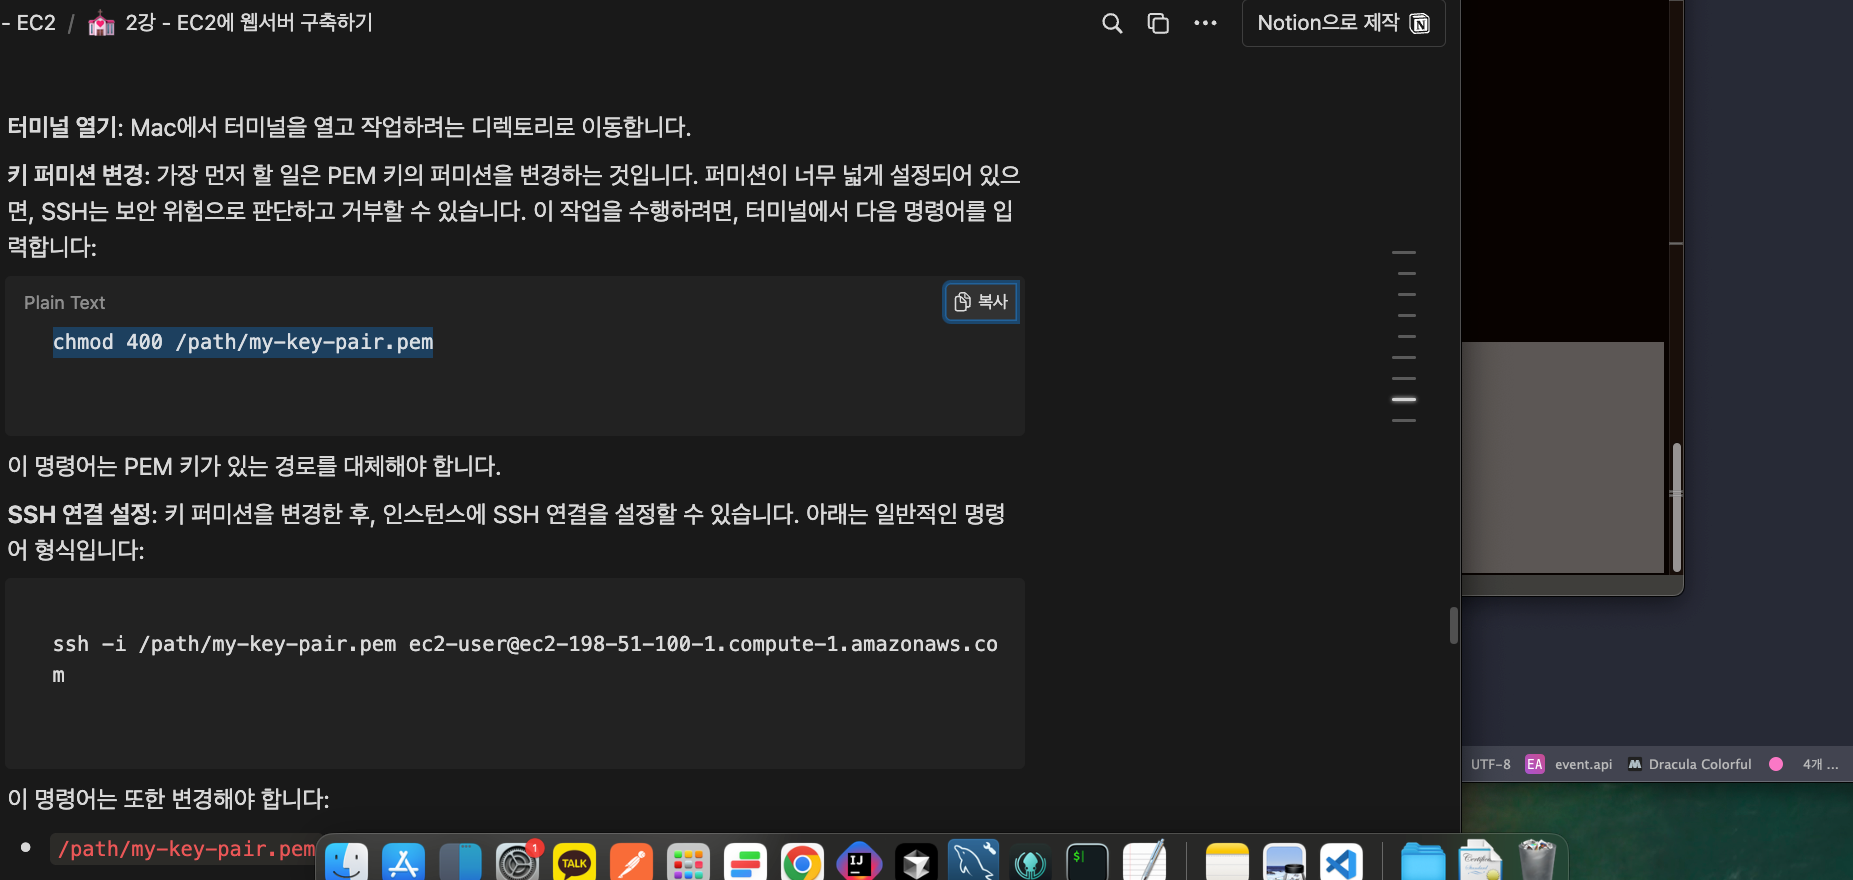 - EC2 / 2강 - EC2에 웹서버 구축하기
Notion으로 제작
터미널 열기: Mac에서 터미널을 열고 작업하려는 디렉토리로 이동합니다.
키 퍼미션 변경: 가장 먼저 할 일은 PEM 키의 퍼미션을 변경하는 것입니다. 퍼미션이 너무 넓게 설정되어 있으
면, SSH는 보안 위험으로 판단하고 거부할 수 있습니다. 이 작업을 수행하려면, 터미널에서 다음 명령어를 입
력합니다:
Plain Text
복사
chmod 400 /path/my-key-pair.pem
이 명령어는 PEM 키가 있는 경로를 대체해야 합니다.
SSH 연결 설정: 키 퍼미션을 변경한 후, 인스턴스에 SSH 연결을 설정할 수 있습니다. 아래는 일반적인 명령
어 형식입니다:
ssh -i /path/my-key-pair.pem ec2-user@ec2-198-51-100-1.compute-1.amazonaws.co
m
UTF-8 EA event.api Dracula Colorful 4개 ...
이 명령어는 또한 변경해야 합니다:
/path/my-key-pair.pem
1
TALK
IJ
$